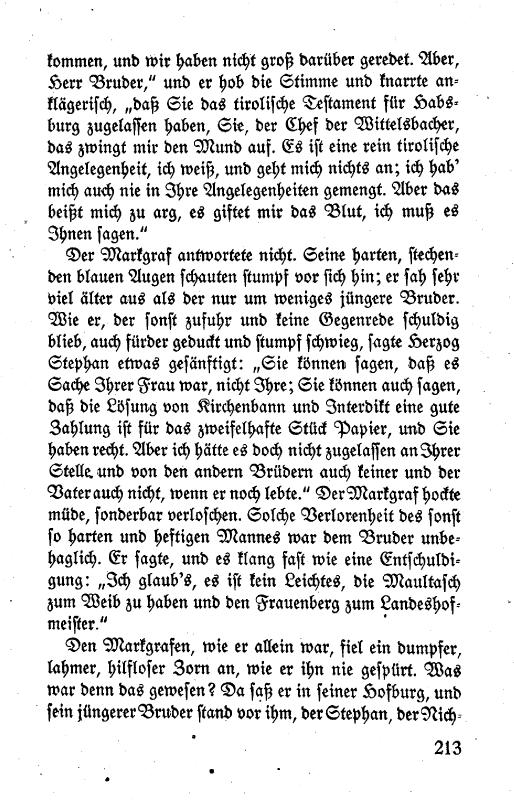 kommen, und wir haben nicht groß darüber geredet. Aber,
Herr Bruder,“ und er hob die Stimme und knarrte an-
klägerisch, „daß Sie das tirolische Testament für Habs-
burg zugelassen haben, Sie, der Chef der Wittelsbacher,
das zwingt mir den Mund auf. Es ist eine rein tirolische
Angelegenheit, ich weiß, und geht mich nichts an; ich hab’
mich auch nie in Ihre Angelegenheiten gemengt. Aber das
beißt mich zu arg, es giftet mir das Blut, ich muß es
Ihnen sagen.“
Der Markgraf antwortete nicht. Seine harten, stechen-
den blauen Augen schauten stumpf vor sich hin; er sah sehr
viel älter aus als der nur um weniges jüngere Bruder.
Wie er, der sonst zufuhr und keine Gegenrede schuldig
blieb, auch fürder geduckt und stumpf schwieg, sagte Herzog
Stephan etwas gesänftigt: „Sie können sagen, daß es
Sache Ihrer Frau war, nicht Ihre; Sie können auch sagen,
daß die Lösung von Kirchenbann und Interdikt eine gute
Zahlung ist für das zweifelhafte Stück Papier, und Sie
haben recht. Aber ich hätte es doch nicht zugelassen an Ihrer
Stelle und von den andern Brüdern auch keiner und der
Vater auch nicht, wenn er noch lebte.“ Der Markgraf hockte
müde, sonderbar verloschen. Solche Verlorenheit des sonst
so harten und heftigen Mannes war dem Bruder unbe-
haglich. Er sagte, und es klang fast wie eine Entschuldi-
gung: „Ich glaub’s, es ist kein Leichtes, die Maultasch
zum Weib zu haben und den Frauenberg zum Landeshof-
meister.“
Den Markgrafen, wie er allein war, fiel ein dumpfer,
lahmer, hilfloser Zorn an, wie er ihn nie gespürt. Was
war denn das gewesen? Da saß er in seiner Hofburg, und
sein jüngerer Bruder stand vor ihm, der Stephan, der Nich-
213